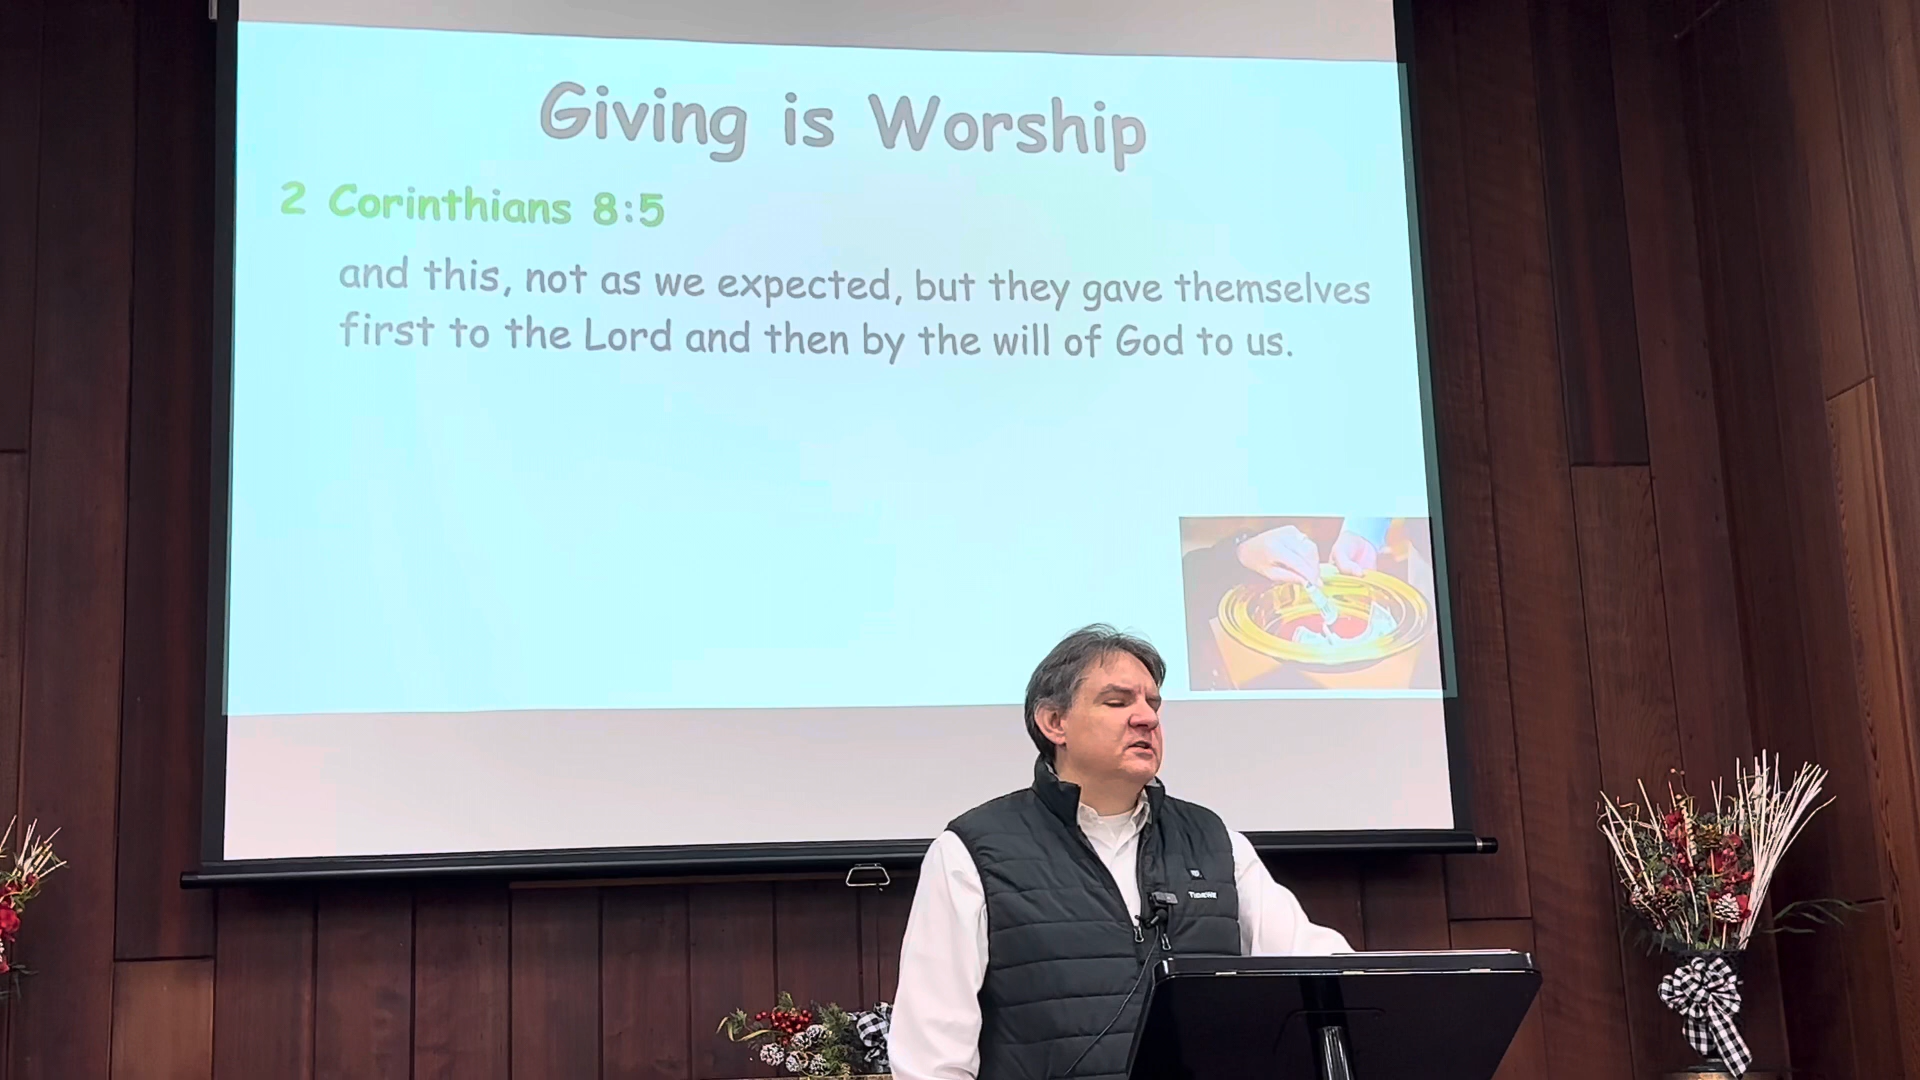 Giving is Worship
2 Corinthians 8:5
and this, not as we expected, but they gave themselves
first to the Lord and then by the will of God to us.